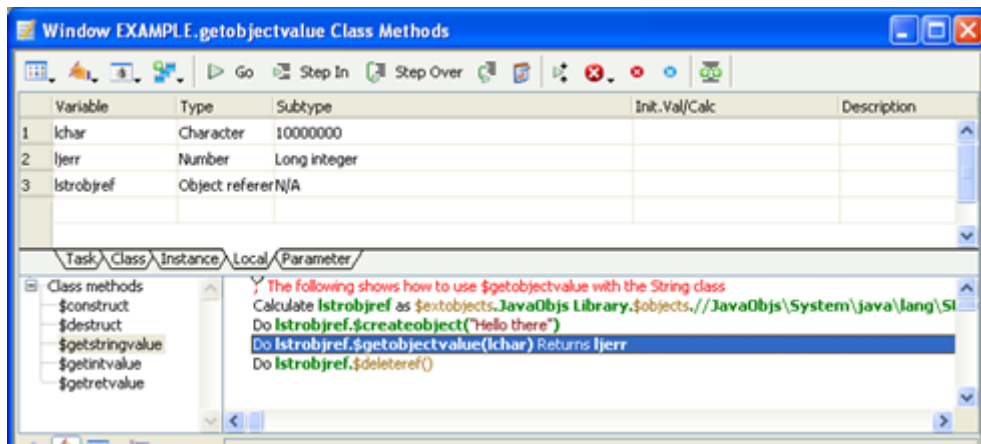 Window EXAMPLE.getobjectvalue Class Methods
Go Step In Step Over
Variable Type Subtype Init.Val/Calc Description
1 lchar Character 10000000
2 ljerr Number Long integer
3 lstrobjref Object referer N/A
Task Class Instance Local Parameter
Class methods
$construct
$destruct
$getstringvalue
$getintvalue
$getretvalue
; The following shows how to use $getobjectvalue with the String class
Calculate lstrobjref as $extobjects.JavaObjs Library.$objects.//JavaObjs\System\java\lang\
Do lstrobjref.$createobject("Hello there")
Do lstrobjref.$getobjectvalue(lchar) Returns ljerr
Do lstrobjref.$deleteref()